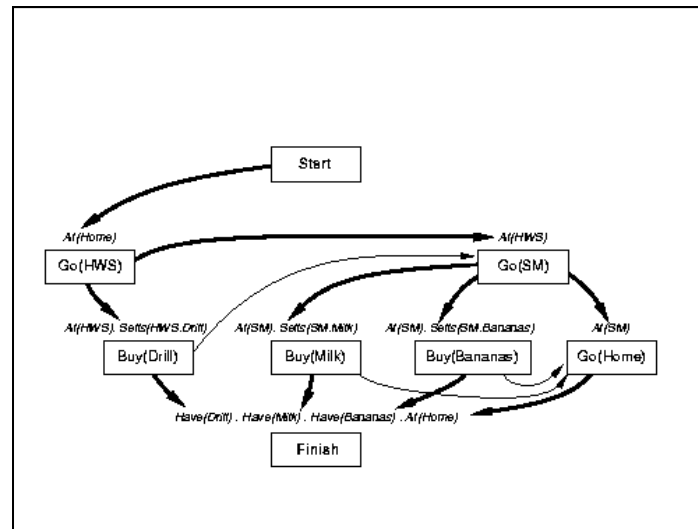 Start
At(Home) At(HWS)
Go(HWS) Go(SM)
At(HWS), Sells(HWS,Drill) At(SM), Sells(SM,Milk) At(SM), Sells(SM,Bananas) At(SM)
Buy(Drill) Buy(Milk) Buy(Bananas) Go(Home)
Have(Drill) , Have(Milk) , Have(Bananas) , At(Home)
Finish